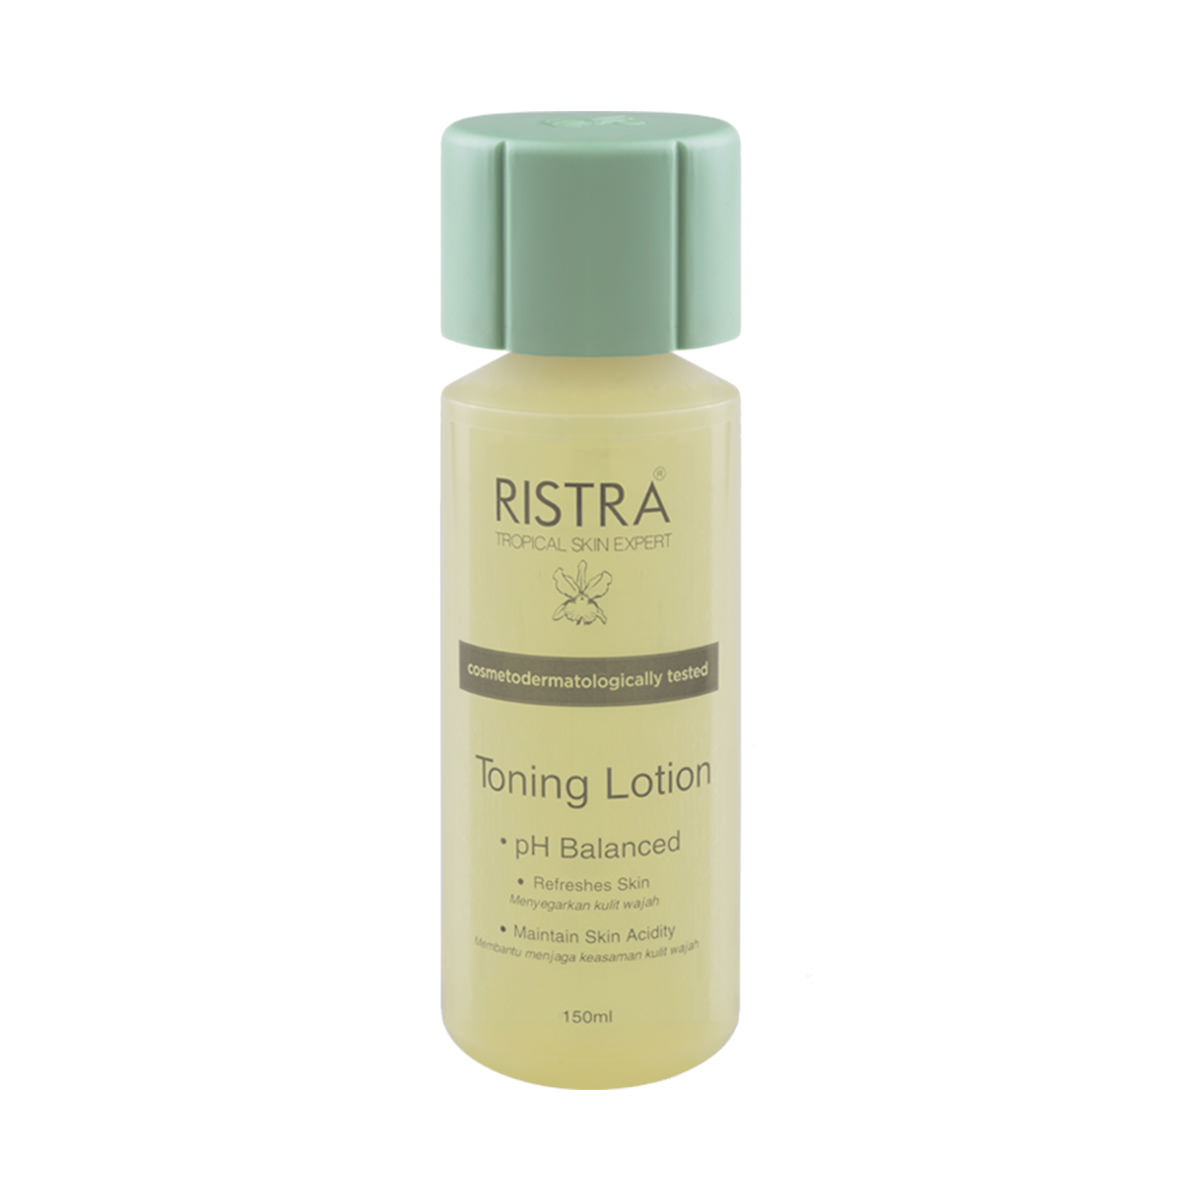 RISTRA®
TROPICAL SKIN EXPERT
cosmetodermatologically tested
Toning Lotion
• pH Balanced
• Refreshes Skin
Menyegarkan kulit wajah
• Maintain Skin Acidity
Membantu menjaga keasaman kulit wajah
150ml